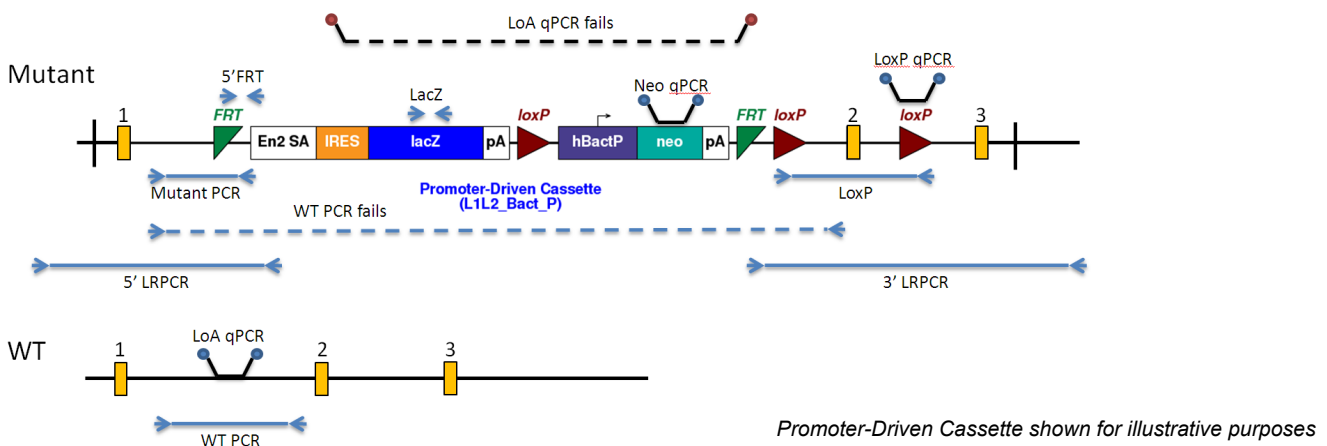 LoA qPCR fails
Mutant
5'FRT
LacZ
Neo qPCR
LoxP qPCR
1
FRT
loxP
FRT
loxP
2
loxP
3
En2 SA
IRES
lacZ
pA
hBactP
neo
pA
Mutant PCR
Promoter-Driven Cassette
(L1L2_Bact_P)
LoxP
WT PCR fails
5' LRPCR
3' LRPCR
WT
LoA qPCR
1
2
3
WT PCR
Promoter-Driven Cassette shown for illustrative purposes